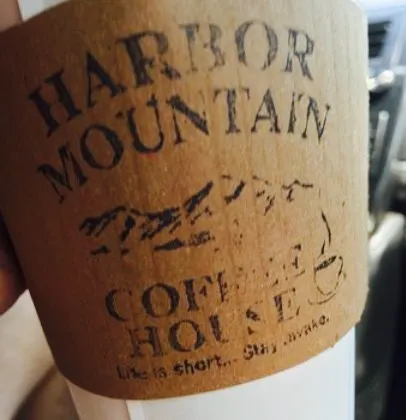 HARBOR
MOUNTAIN
COFFEE
HOUSE
Life is short... Stay awake.